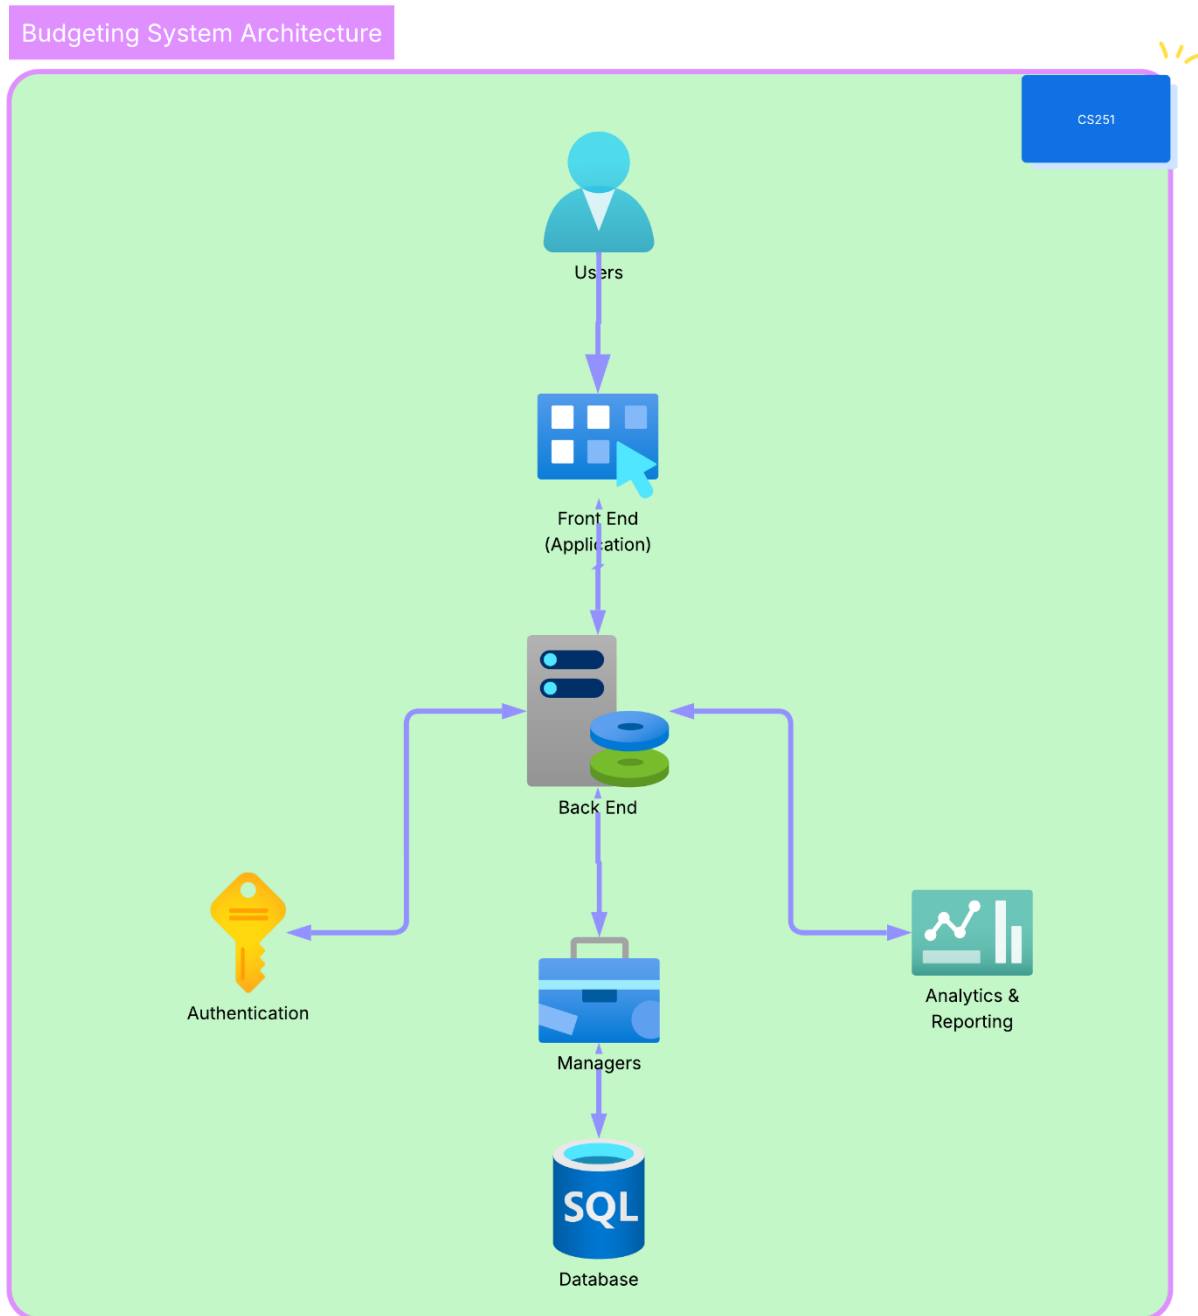 Budgeting System Architecture
CS251
Users
Front End
(Application)
Back End
Authentication
Analytics &
Reporting
Managers
SQL
Database